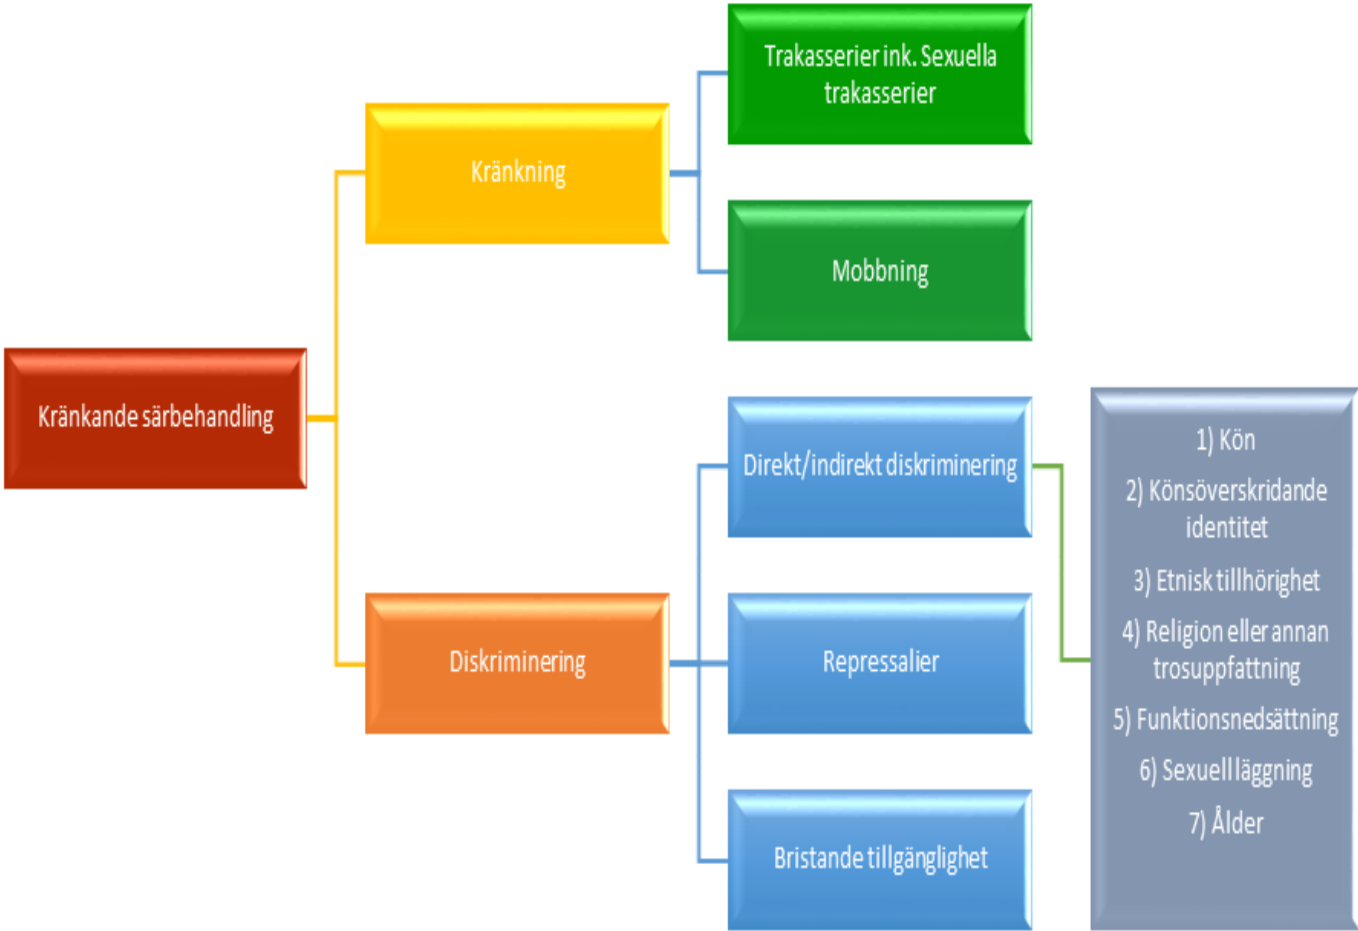 Trakasserier ink. Sexuella
trakasserier
Kränkning
Mobbning
Kränkande särbehandling
Direkt/indirekt diskriminering
Diskriminering
Repressalier
Bristande tillgänglighet
1) Kön
2) Könsöverskridande
identitet
3) Etnisk tillhörighet
4) Religion eller annan
trosuppfattning
5) Funktionsnedsättning
6) Sexuell läggning
7) Ålder